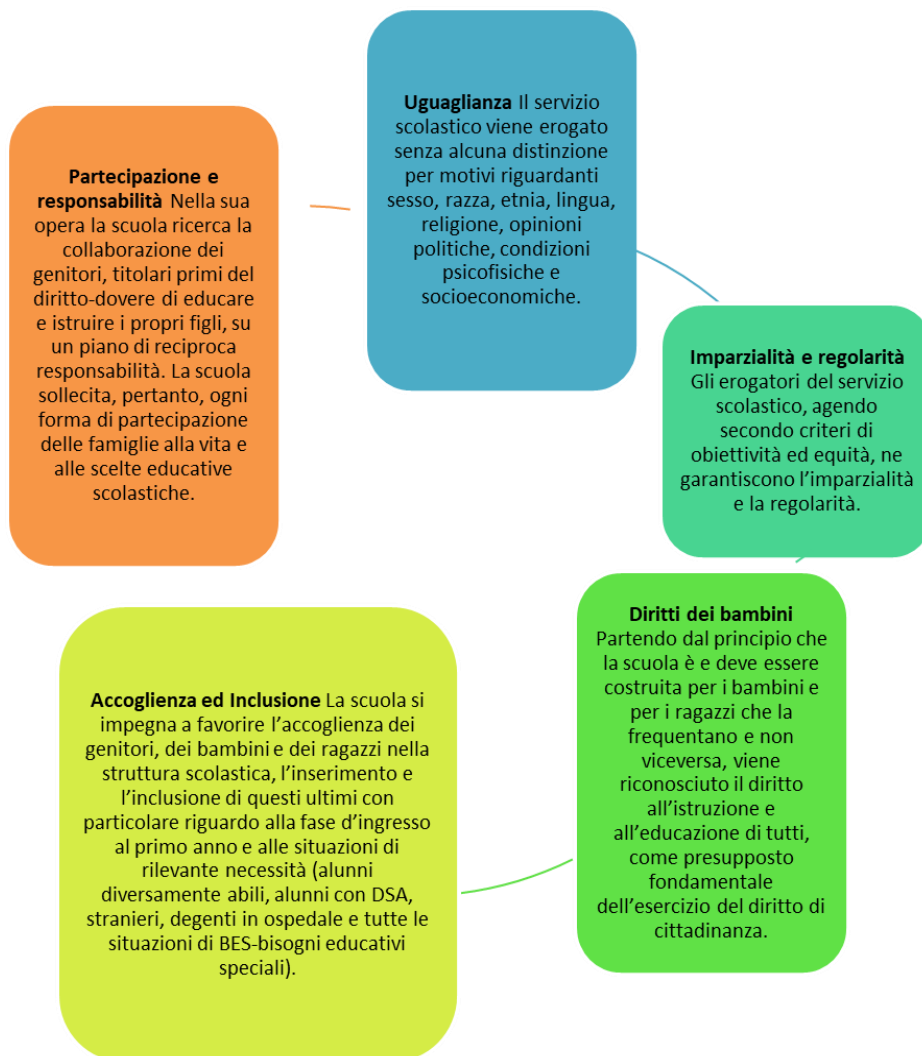 Uguaglianza Il servizio
scolastico viene erogato
senza alcuna distinzione
per motivi riguardanti
sesso, razza, etnia, lingua,
religione, opinioni
politiche, condizioni
psicofisiche e
socioeconomiche.
Imparzialità e regolarità
Gli erogatori del servizio
scolastico, agendo
secondo criteri di
obiettività ed equità, ne
garantiscono l’imparzialità
e la regolarità.
Diritti dei bambini
Partendo dal principio che
la scuola è e deve essere
costruita per i bambini e
per i ragazzi che la
frequentano e non
viceversa, viene
riconosciuto il diritto
all’istruzione e
all’educazione di tutti,
come presupposto
fondamentale
dell’esercizio del diritto di
cittadinanza.
Accoglienza ed Inclusione La scuola si
impegna a favorire l’accoglienza dei
genitori, dei bambini e dei ragazzi nella
struttura scolastica, l’inserimento e
l’inclusione di questi ultimi con
particolare riguardo alla fase d’ingresso
al primo anno e alle situazioni di
rilevante necessità (alunni
diversamente abili, alunni con DSA,
stranieri, degenti in ospedale e tutte le
situazioni di BES-bisogni educativi
speciali).
Partecipazione e
responsabilità Nella sua
opera la scuola ricerca la
collaborazione dei
genitori, titolari primi del
diritto-dovere di educare
e istruire i propri figli, su
un piano di reciproca
responsabilità. La scuola
sollecita, pertanto, ogni
forma di partecipazione
delle famiglie alla vita e
alle scelte educative
scolastiche.